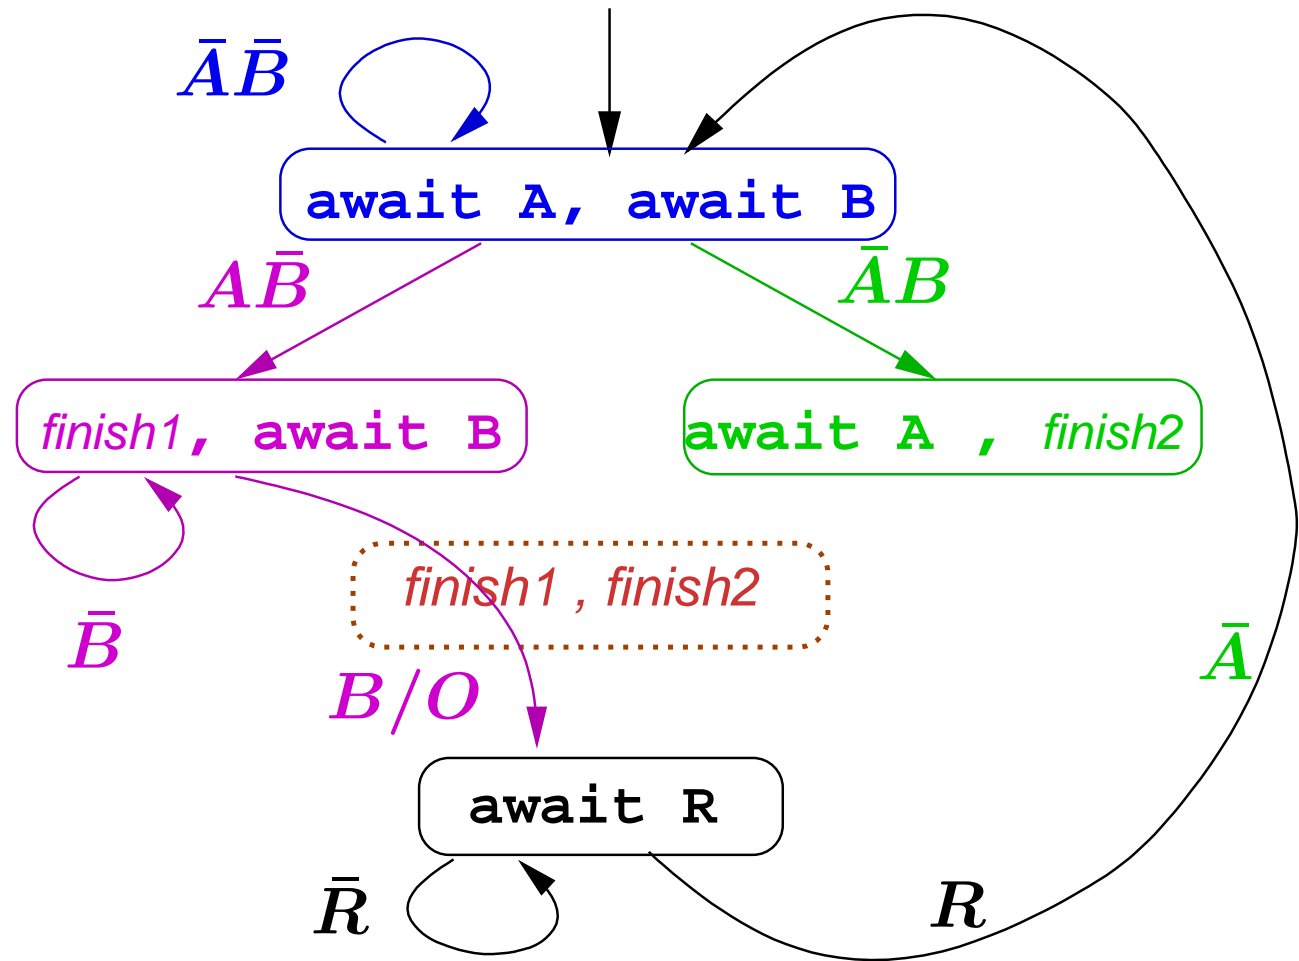 ĀB̄
await A, await B
AB̄
ĀB
finish1, await B
await A , finish2
finish1 , finish2
B̄
Ā
B/O
await R
R̄
R